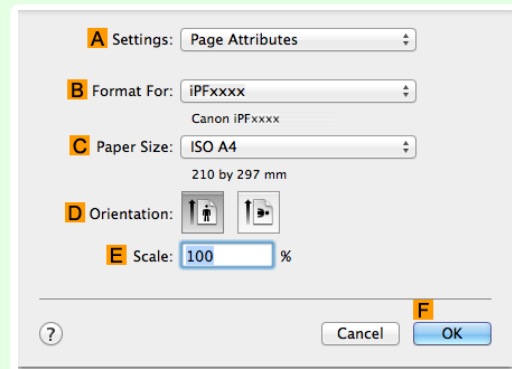 A Settings: Page Attributes
B Format For: iPFxxxx
Canon iPFxxxx
C Paper Size: ISO A4
210 by 297 mm
D Orientation:
E Scale: 100 %
F
? Cancel OK